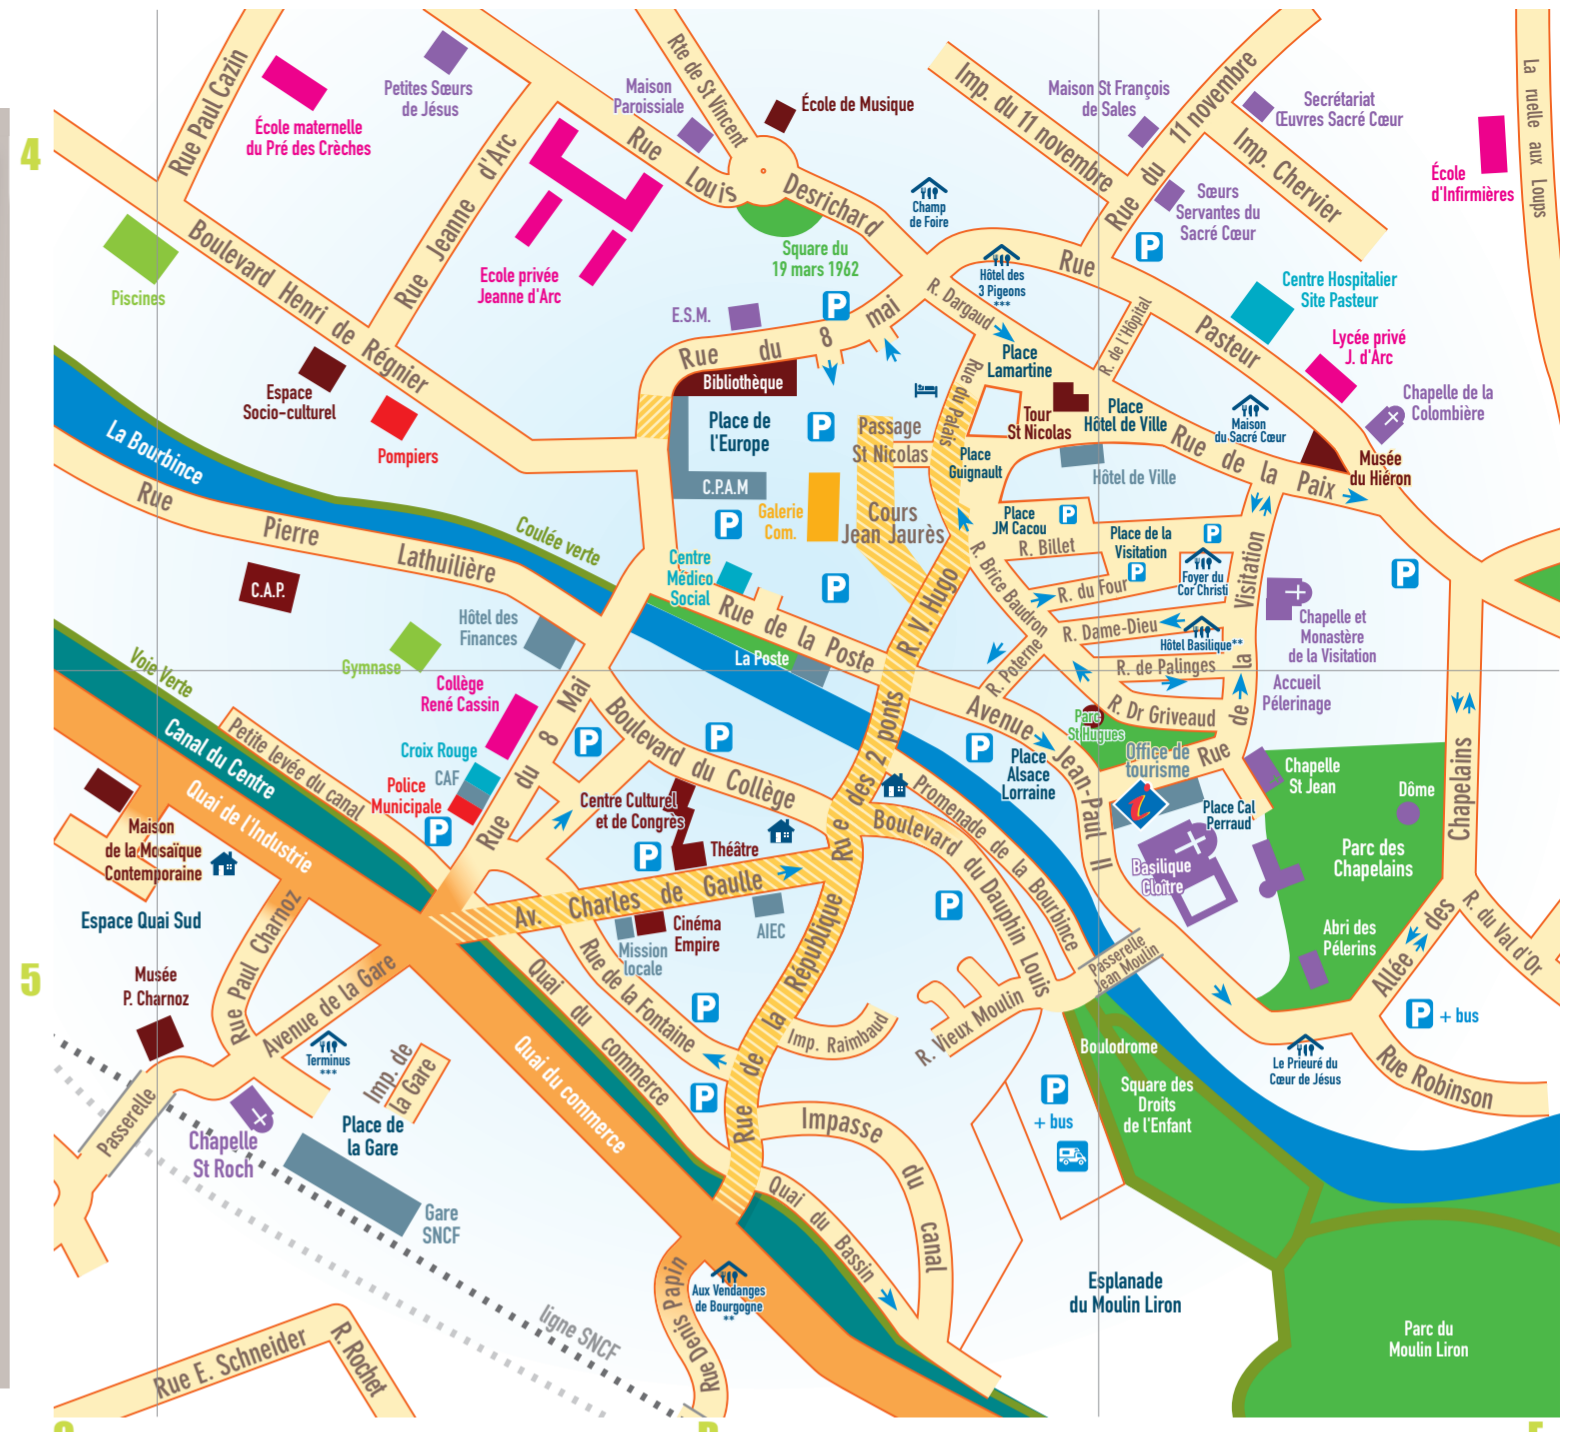 4
5
Rue Paul Cazin
École maternelle
du Pré des Crèches
Petites Sœurs
de Jésus
Rte de St Vincent
Maison
Paroissiale
École de Musique
Imp. du 11 novembre
Maison St François
de Sales
Rue du 11 novembre
Secrétariat
Œuvres Sacré Cœur
Imp. Chervier
École
d'Infirmières
La ruelle aux Loups
Rue Louis Desrichard
Rue Jeanne d'Arc
Ecole privée
Jeanne d'Arc
Square du
19 mars 1962
Champ
de Foire
Sœurs
Servantes du
Sacré Cœur
P
Piscines
Boulevard Henri de Régnier
E.S.M.
P
Rue du 8 mai
Hôtel des
3 Pigeons
***
R. Dargaud
Rue Pasteur
R. de l'Hôpital
Centre Hospitalier
Site Pasteur
Lycée privé
J. d'Arc
Chapelle de la
Colombière
Espace
Socio-culturel
Pompiers
Bibliothèque
Place de
l'Europe
P
C.P.A.M
P
Galerie
Com.
Passage
St Nicolas
Cours
Jean Jaurès
Rue du Palais
Place
Lamartine
Tour
St Nicolas
Place
Hôtel de Ville
Place
Guignault
Hôtel de Ville
Maison
du Sacré Cœur
Rue de la Paix
Musée
du Hiéron
La Bourbince
Rue Pierre Lathuilière
Coulée verte
C.A.P.
Centre
Médico
Social
P
Rue de la Poste
La Poste
R. V. Hugo
Place
JM Cacou
P
R. Billet
Place de la
Visitation
P
P
R. Brice Baudron
R. du Four
Foyer du
Cor Christi
R. Dame-Dieu
Hôtel Basilique**
R. de Palinges
R. Poterne
R. Dr Griveaud
Rue de la Visitation
P
Chapelle et
Monastère
de la Visitation
Accueil
Pélerinage
Hôtel des
Finances
Gymnase
Voie Verte
Canal du Centre
Petite levée du canal
Quai de l'Industrie
Collège
René Cassin
Croix Rouge
CAF
Police
Municipale
P
Rue du 8 Mai
P
Boulevard du Collège
P
Centre Culturel
et de Congrès
Théâtre
P
Rue des 2 ponts
Avenue Jean-Paul II
P
Place
Alsace
Lorraine
Parc
St Hugues
Office de
tourisme
i
Place Cal
Perraud
Chapelle
St Jean
Dôme
Parc des
Chapelains
Basilique
Cloître
Abri des
Pélerins
Allée des Chapelains
R. du Val d'Or
Promenade de la Bourbince
Boulevard du Dauphin Louis
P
Passerelle
Jean Moulin
Maison
de la Mosaïque
Contemporaine
Espace Quai Sud
Av. Charles de Gaulle
Mission
locale
Cinéma
Empire
AIEC
Rue de la Fontaine
P
P
Quai du commerce
Quai du commerce
Rue de la République
Imp. Raimbaud
R. Vieux Moulin
Musée
P. Charnoz
Rue Paul Charnoz
Avenue de la Gare
Terminus
***
Imp. de
la Gare
Passerelle
Chapelle
St Roch
Place de
la Gare
Gare
SNCF
ligne SNCF
Impasse du canal
Quai du Bassin
Boulodrome
P
+ bus
Square des
Droits
de l'Enfant
Le Prieuré du
Cœur de Jésus
P + bus
Rue Robinson
Esplanade
du Moulin Liron
Parc du
Moulin Liron
Aux Vendanges
de Bourgogne
**
Rue Denis Papin
Rue E. Schneider
R. Rochet